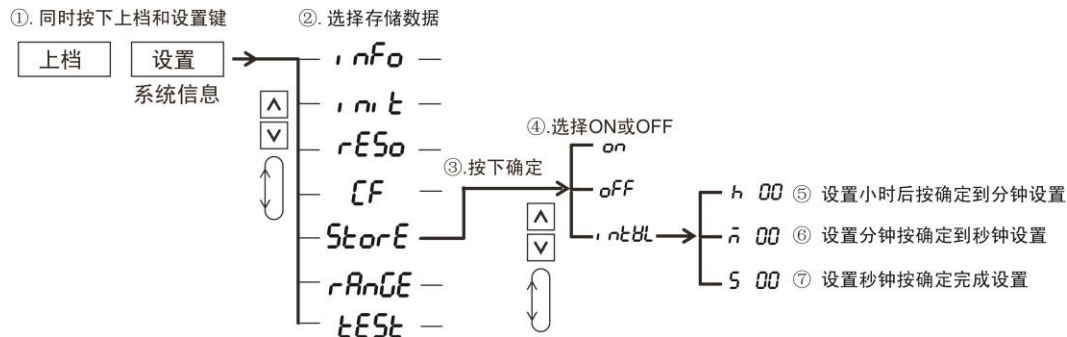 ①. 同时按下上档和设置键
②. 选择存储数据
上档
设置
系统信息
inFo
init
rESo
CF
StorE
rAnGE
tESt
③.按下确定
④.选择ON或OFF
on
oFF
intVL
h 00 ⑤ 设置小时后按确定到分钟设置
n̄ 00 ⑥ 设置分钟按确定到秒钟设置
S 00 ⑦ 设置秒钟按确定完成设置